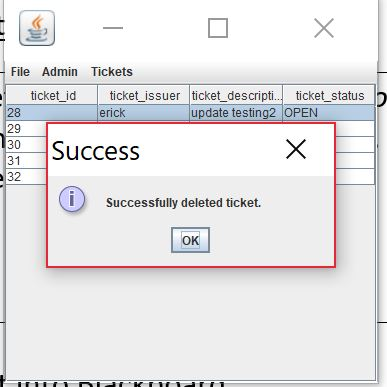 File Admin Tickets
ticket_id ticket_issuer ticket_descripti... ticket_status
28 erick update testing2 OPEN
29
30
31
32
Success
Successfully deleted ticket.
OK